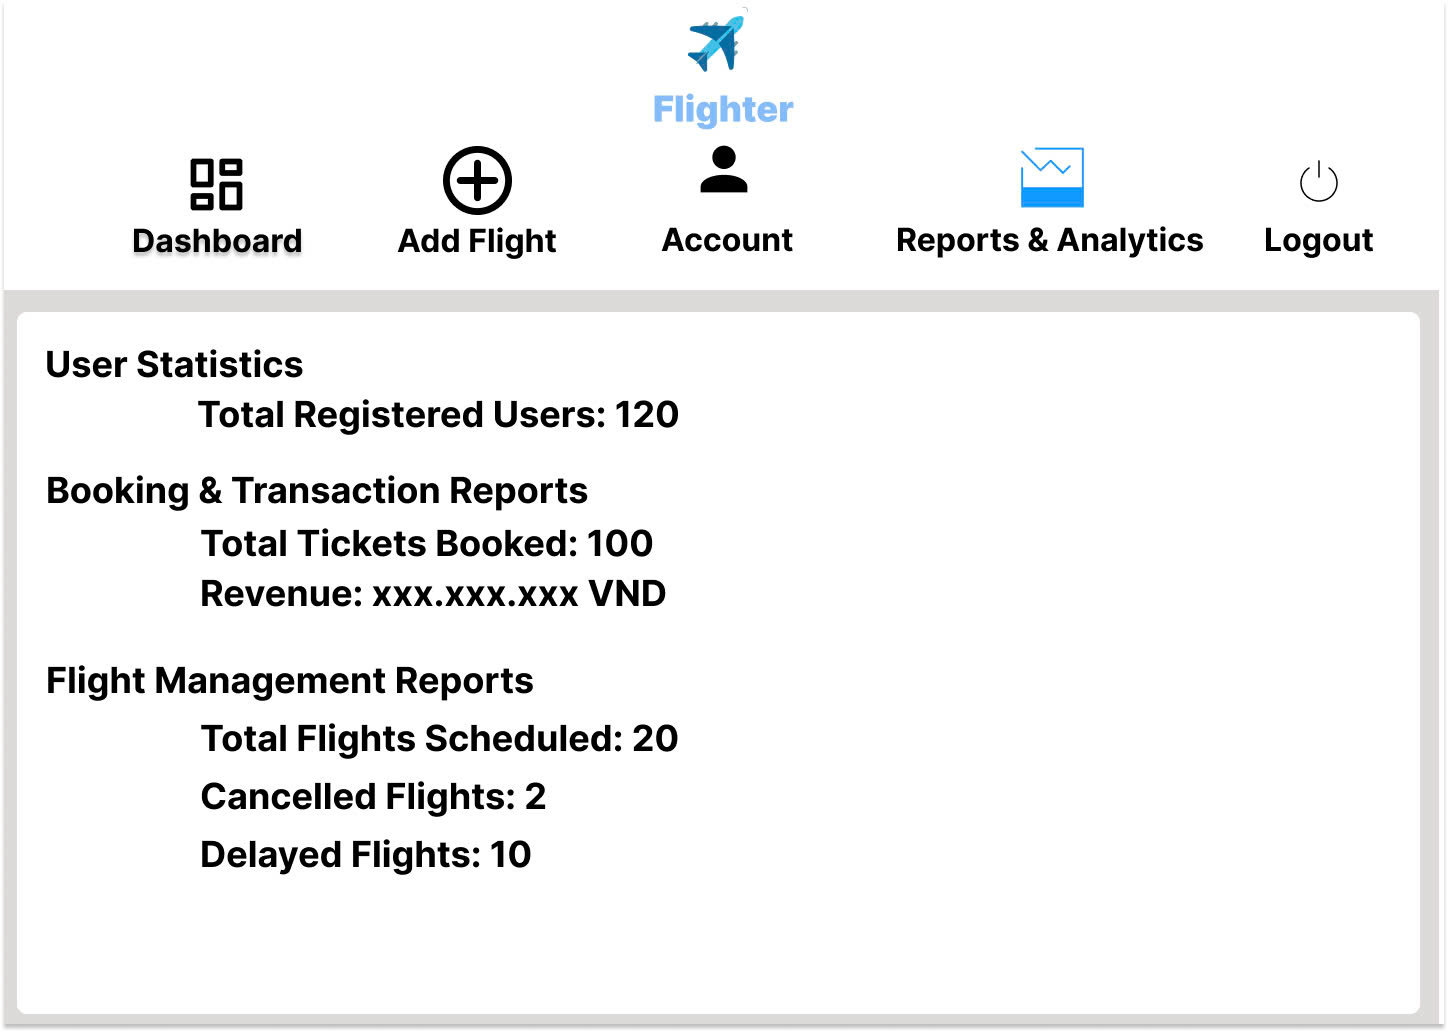 Flighter
Dashboard
Add Flight
Account
Reports & Analytics
Logout
User Statistics
Total Registered Users: 120
Booking & Transaction Reports
Total Tickets Booked: 100
Revenue: xxx.xxx.xxx VND
Flight Management Reports
Total Flights Scheduled: 20
Cancelled Flights: 2
Delayed Flights: 10